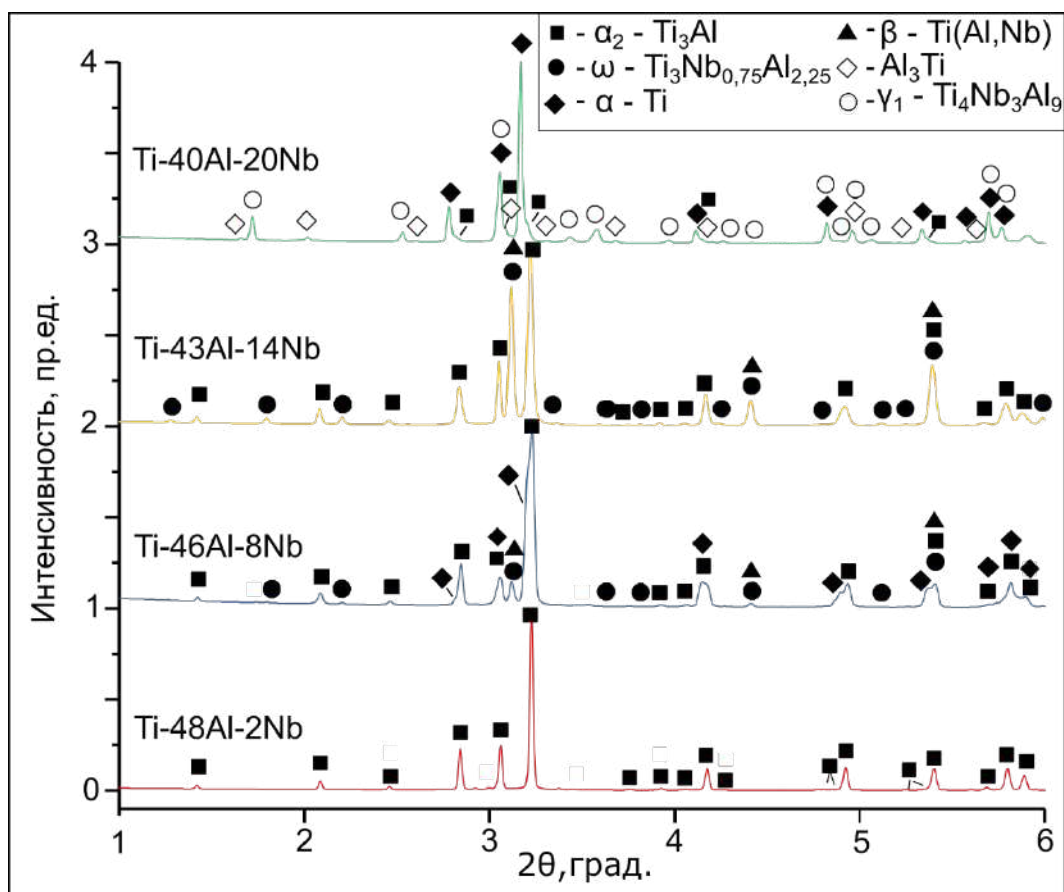 ■ - α₂ - Ti₃Al
● - ω - Ti₃Nb₀,₇₅Al₂,₂₅
◆ - α - Ti
▲ - β - Ti(Al,Nb)
◇ - Al₃Ti
○ - γ₁ - Ti₄Nb₃Al₉
Интенсивность, пр.ед.
4
3
2
1
0
Ti-40Al-20Nb
Ti-43Al-14Nb
Ti-46Al-8Nb
Ti-48Al-2Nb
1 2 3 4 5 6
2θ,град.